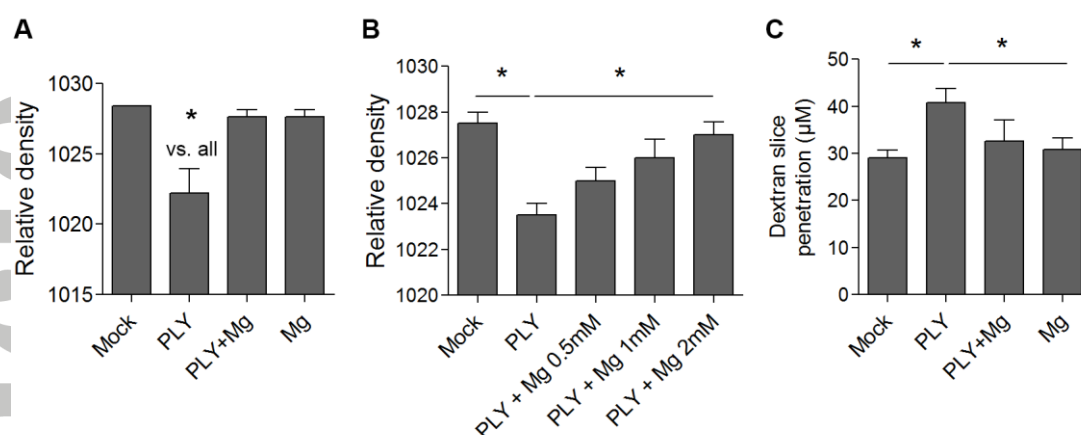 A
Relative density
1030
1025
1020
1015
*
vs. all
Mock
PLY
PLY+Mg
Mg
B
Relative density
1030
1028
1026
1024
1022
1020
*
*
Mock
PLY
PLY + Mg 0.5mM
PLY + Mg 1mM
PLY + Mg 2mM
C
Dextran slice
penetration (µM)
50
40
30
20
10
0
*
*
Mock
PLY
PLY+Mg
Mg